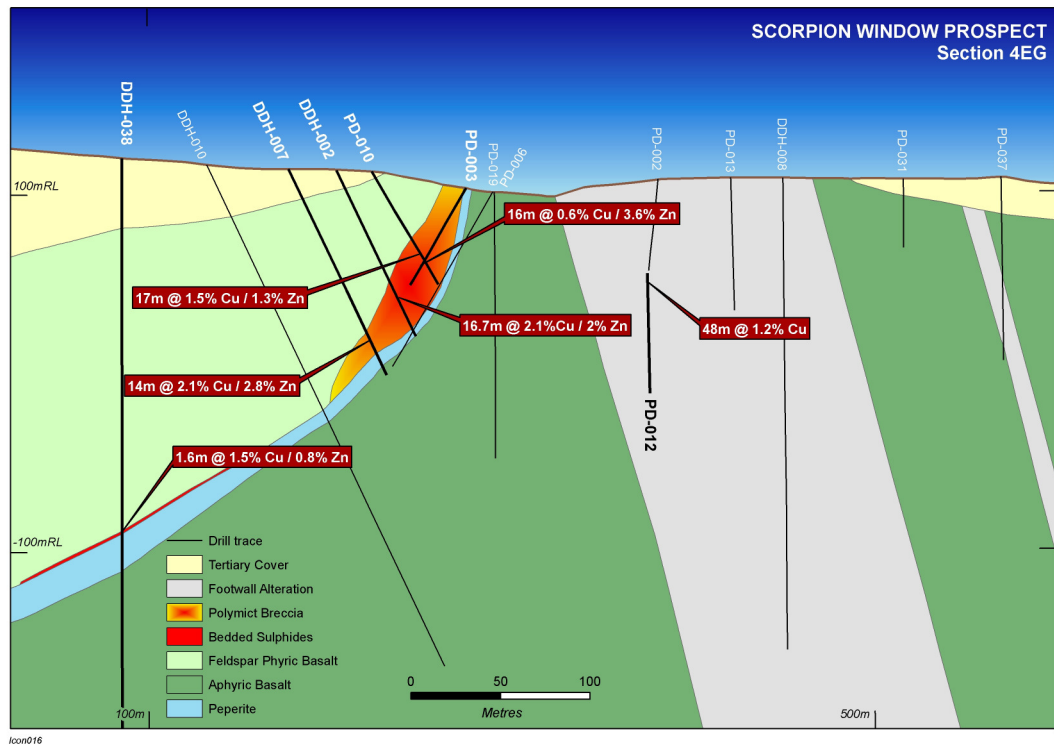 SCORPION WINDOW PROSPECT
Section 4EG
DDH-038
DDH-010
DDH-007
DDH-002
PD-010
PD-003
PD-019
PD-006
PD-002
PD-013
DDH-008
PD-031
PD-037
100mRL
16m @ 0.6% Cu / 3.6% Zn
17m @ 1.5% Cu / 1.3% Zn
16.7m @ 2.1%Cu / 2% Zn
48m @ 1.2% Cu
14m @ 2.1% Cu / 2.8% Zn
PD-012
1.6m @ 1.5% Cu / 0.8% Zn
-100mRL
Drill trace
Tertiary Cover
Footwall Alteration
Polymict Breccia
Bedded Sulphides
Feldspar Phyric Basalt
Aphyric Basalt
Peperite
0 50 100
Metres
100m
500m
Icon016